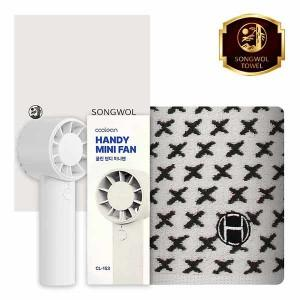 SONGWOL
TOWEL
SONGWOL
coolean
HANDY
MINI FAN
쿨린 핸디 미니팬
CL-153
H